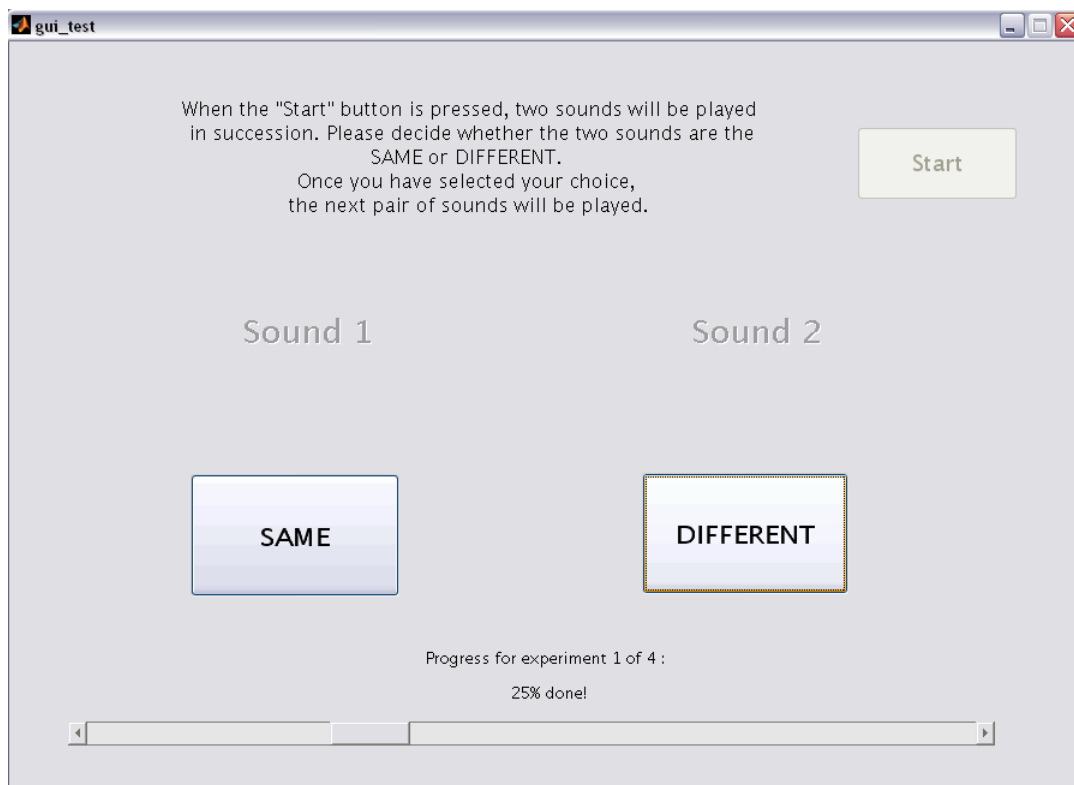 gui_test
When the "Start" button is pressed, two sounds will be played
in succession. Please decide whether the two sounds are the
SAME or DIFFERENT.
Once you have selected your choice,
the next pair of sounds will be played.
Start
Sound 1
Sound 2
SAME
DIFFERENT
Progress for experiment 1 of 4 :
25% done!